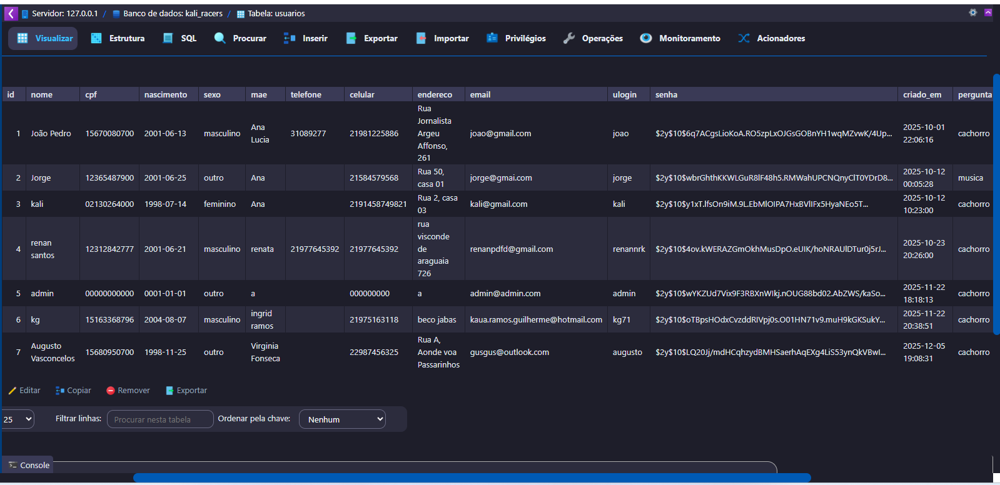 Servidor: 127.0.0.1 / Banco de dados: kali_racers / Tabela: usuarios
Visualizar Estrutura SQL Procurar Inserir Exportar Importar Privilégios Operações Monitoramento Acionadores
id nome cpf nascimento sexo mae telefone celular endereco email ulogin senha criado_em pergunta
1 João Pedro 15670080700 2001-06-13 masculino Ana Lucia 31089277 21981225886 Rua Jornalista Argeu Affonso, 261 joao@gmail.com joao $2y$10$6q7ACgsLioKoA.RO5zpLxOJGsGOBnYH1wqMZvwK/4Up... 2025-10-01 22:06:16 cachorro
2 Jorge 12365487900 2001-06-25 outro Ana 21584579568 Rua 50, casa 01 jorge@gmai.com jorge $2y$10$wbrGhthKKWLGuR8lF48h5.RMWahUPCNQnyClT0YDrD8... 2025-10-12 00:05:28 musica
3 kali 02130264000 1998-07-14 feminino Ana 2191458749821 Rua 2, casa 03 kali@gmail.com kali $2y$10$y1xT.lfsOn9iM.9L.EbMlOIPA7HxBVlIFx5HyaNEo5T... 2025-10-12 10:23:00 cachorro
4 renan santos 12312842777 2001-06-21 masculino renata 21977645392 21977645392 rua visconde de araguaia 726 renanpdfd@gmail.com renannrk $2y$10$4ov.kWERAZGmOkhMusDpO.eUIK/hoNRAUlDTur0j5rJ... 2025-10-23 20:26:00 cachorro
5 admin 00000000000 0001-01-01 outro a 000000000 a admin@admin.com admin $2y$10$wYKZUd7Vix9F3RBXnWIkj.nOUG88bd02.AbZWS/kaSo... 2025-11-22 18:18:13 cachorro
6 kg 15163368796 2004-08-07 masculino ingrid ramos 21975163118 beco jabas kaua.ramos.guilherme@hotmail.com kg71 $2y$10$oTBpsHOdxCvzddRIVpj0s.O01HN71v9.muH9kGKSukY... 2025-11-22 20:38:51 cachorro
7 Augusto Vasconcelos 15680950700 1998-11-25 outro Virginia Fonseca 22987456325 Rua A, Aonde voa Passarinhos gusgus@outlook.com augusto $2y$10$LQ20Jj/mdHCqhzydBMHSaerhAqEXg4LiS53ynQkVBwI... 2025-12-05 19:08:31 cachorro
Editar Copiar Remover Exportar
25 Filtrar linhas: Procurar nesta tabela Ordenar pela chave: Nenhum
Console